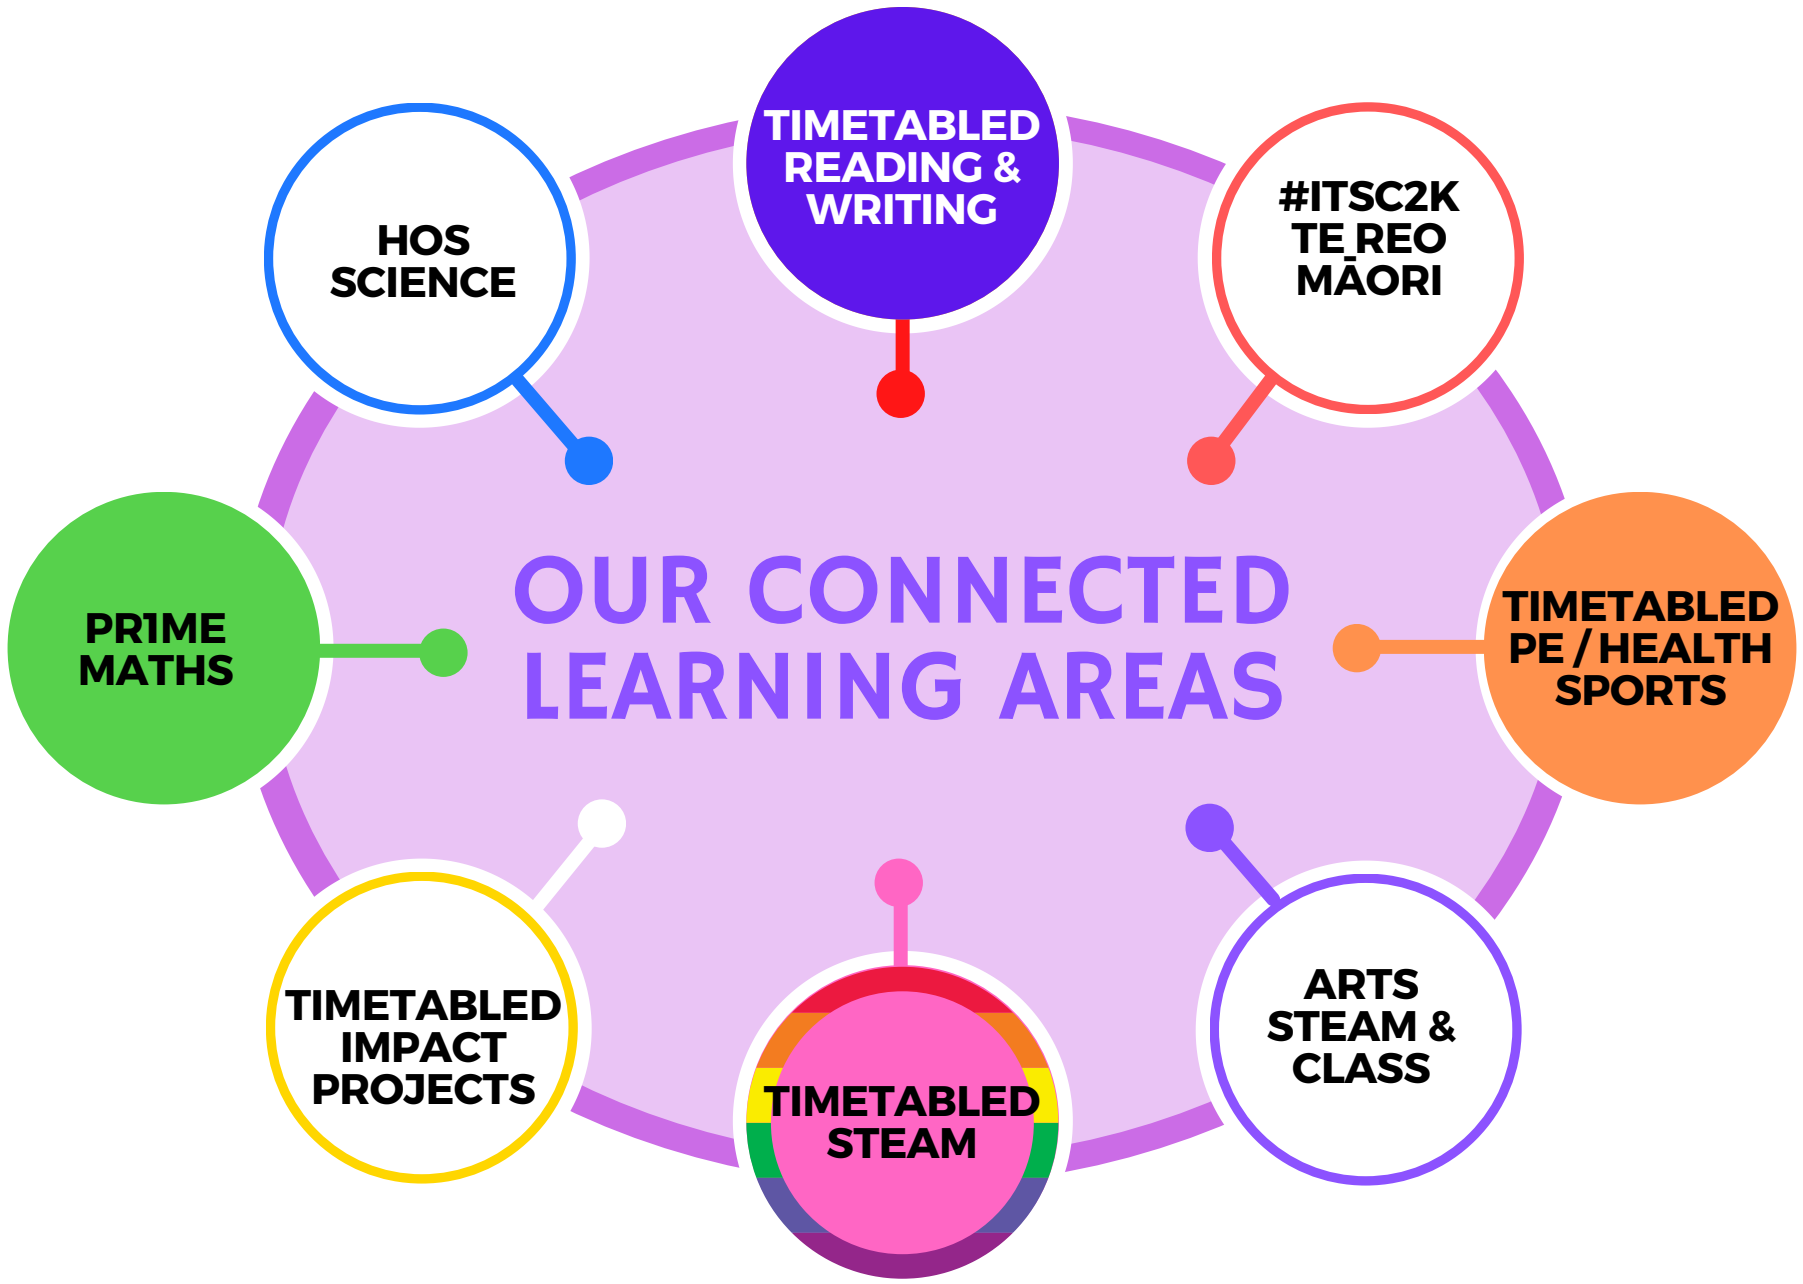 TIMETABLED
READING &
WRITING
#ITSC2K
TE REO
MĀORI
HOS
SCIENCE
OUR CONNECTED
LEARNING AREAS
PR1ME
MATHS
TIMETABLED
PE / HEALTH
SPORTS
TIMETABLED
IMPACT
PROJECTS
ARTS
STEAM &
CLASS
TIMETABLED
STEAM